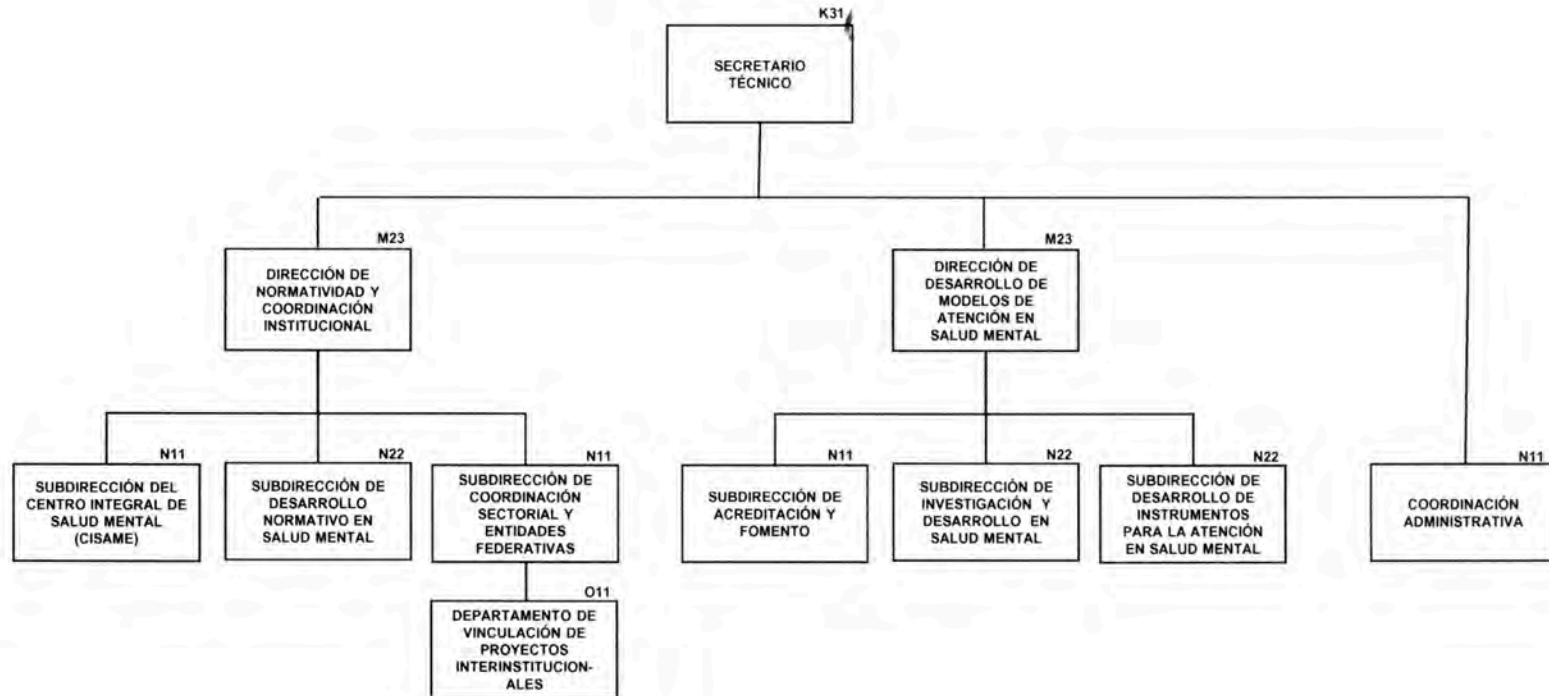 K31
SECRETARIO
TÉCNICO
M23
DIRECCIÓN DE
NORMATIVIDAD Y
COORDINACIÓN
INSTITUCIONAL
M23
DIRECCIÓN DE
DESARROLLO DE
MODELOS DE
ATENCIÓN EN
SALUD MENTAL
N11
SUBDIRECCIÓN DEL
CENTRO INTEGRAL DE
SALUD MENTAL
(CISAME)
N22
SUBDIRECCIÓN DE
DESARROLLO
NORMATIVO EN
SALUD MENTAL
N11
SUBDIRECCIÓN DE
COORDINACIÓN
SECTORIAL Y
ENTIDADES
FEDERATIVAS
N11
SUBDIRECCIÓN DE
ACREDITACIÓN Y
FOMENTO
N22
SUBDIRECCIÓN DE
INVESTIGACIÓN Y
DESARROLLO EN
SALUD MENTAL
N22
SUBDIRECCIÓN DE
DESARROLLO DE
INSTRUMENTOS
PARA LA ATENCIÓN
EN SALUD MENTAL
N11
COORDINACIÓN
ADMINISTRATIVA
O11
DEPARTAMENTO DE
VINCULACIÓN DE
PROYECTOS
INTERINSTITUCION-
ALES